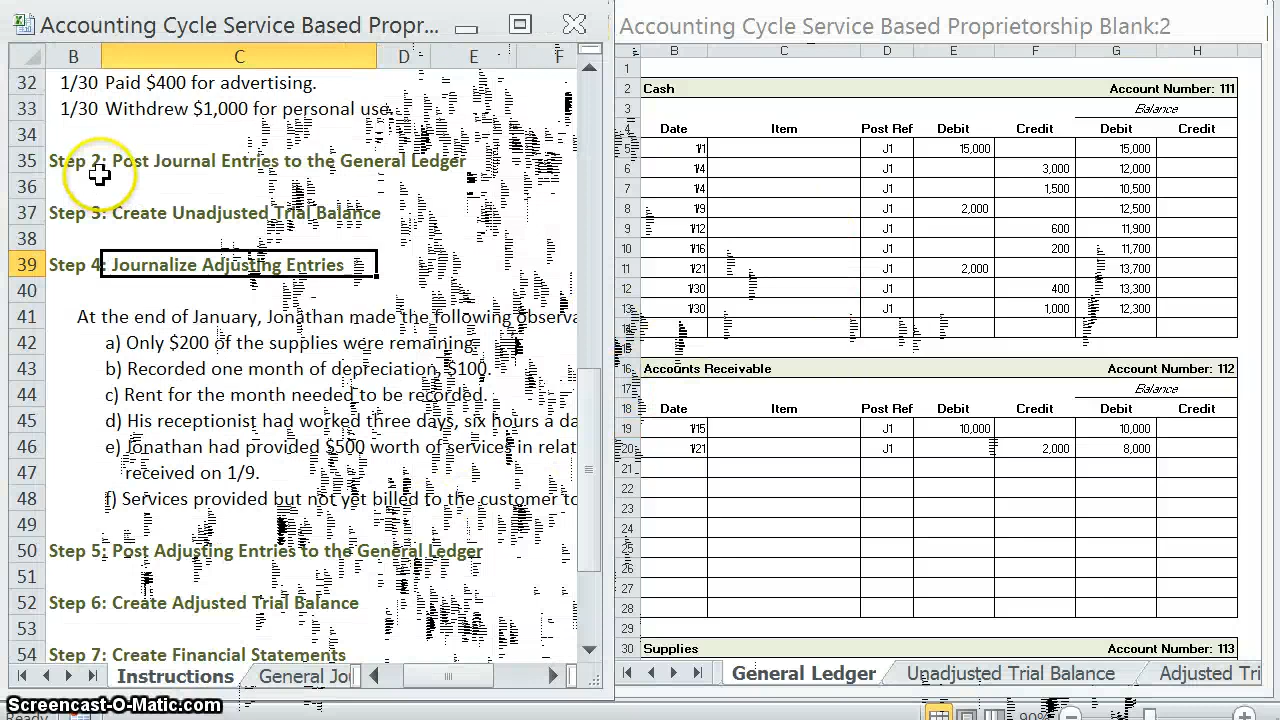 Accounting Cycle Service Based Propr...
B C D E F
32 1/30 Paid $400 for advertising.
33 1/30 Withdrew $1,000 for personal use.
34
35 Step 2: Post Journal Entries to the General Ledger
36
37 Step 3: Create Unadjusted Trial Balance
38
39 Step 4: Journalize Adjusting Entries
40
41 At the end of January, Jonathan made the following observa
42 a) Only $200 of the supplies were remaining.
43 b) Recorded one month of depreciation, $100.
44 c) Rent for the month needed to be recorded.
45 d) His receptionist had worked three days, six hours a da
46 e) Jonathan had provided $500 worth of services in relat
47 received on 1/9.
48 f) Services provided but not yet billed to the customer to
49
50 Step 5: Post Adjusting Entries to the General Ledger
51
52 Step 6: Create Adjusted Trial Balance
53
54 Step 7: Create Financial Statements
Instructions General Jou
Screencast-O-Matic.com
Ready
Accounting Cycle Service Based Proprietorship Blank:2
B C D E F G H
1
2 Cash Account Number: 111
3 Balance
4 Date Item Post Ref Debit Credit Debit Credit
5 1/1 J1 15,000 15,000
6 1/4 J1 3,000 12,000
7 1/4 J1 1,500 10,500
8 1/9 J1 2,000 12,500
9 1/12 J1 600 11,900
10 1/16 J1 200 11,700
11 1/21 J1 2,000 13,700
12 1/30 J1 400 13,300
13 1/30 J1 1,000 12,300
14
15
16 Accounts Receivable Account Number: 112
17 Balance
18 Date Item Post Ref Debit Credit Debit Credit
19 1/15 J1 10,000 10,000
20 1/21 J1 2,000 8,000
21
22
23
24
25
26
27
28
29
30 Supplies Account Number: 113
General Ledger Unadjusted Trial Balance Adjusted Tri
90%